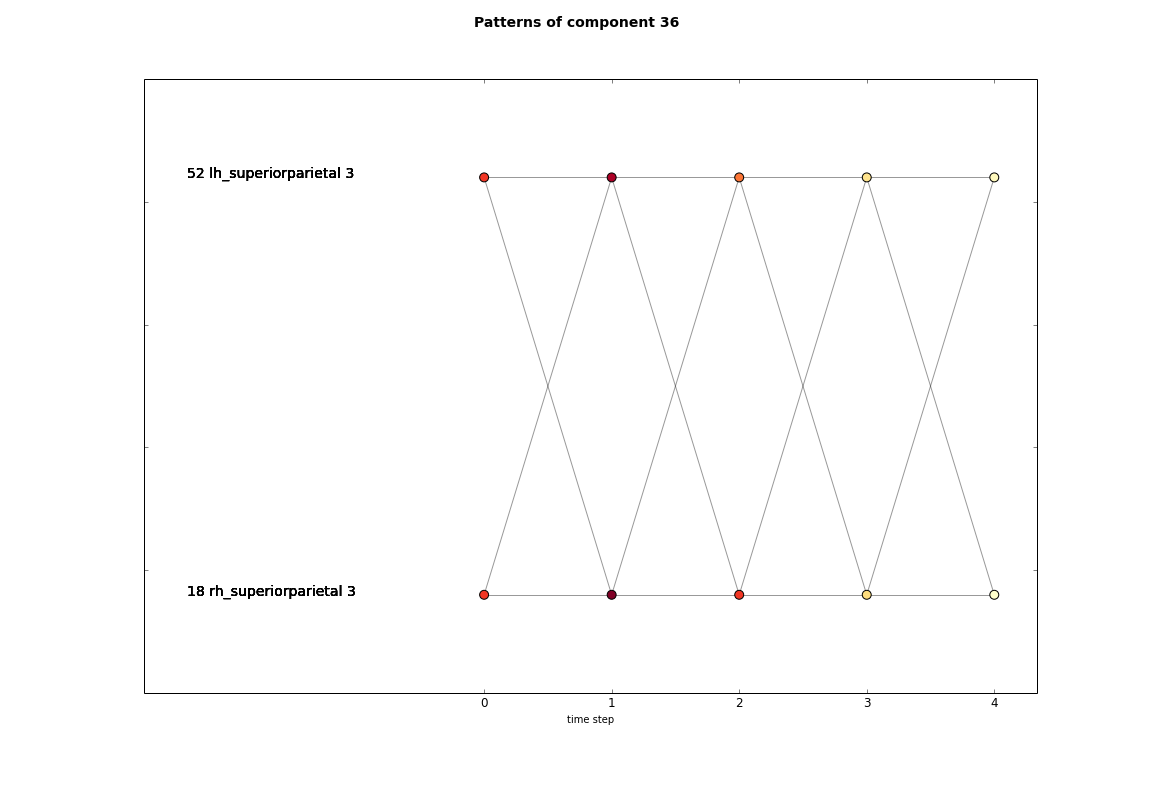 Patterns of component 36
52 lh_superiorparietal 3
18 rh_superiorparietal 3
0 1 2 3 4
time step